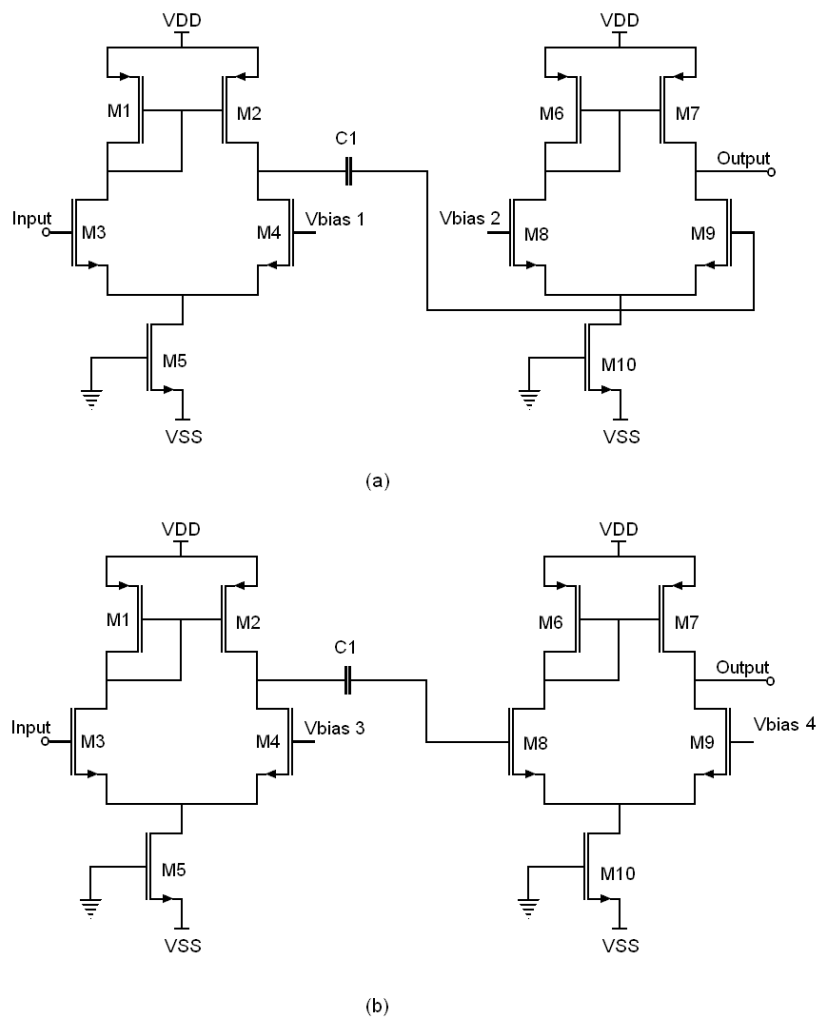 VDD VDD
M1 M2 M6 M7
C1 Output
Input M3 M4 Vbias 1 Vbias 2 M8 M9
M5 M10
VSS VSS
(a)
VDD VDD
M1 M2 M6 M7
C1 Output
Input M3 M4 Vbias 3 M8 M9 Vbias 4
M5 M10
VSS VSS
(b)